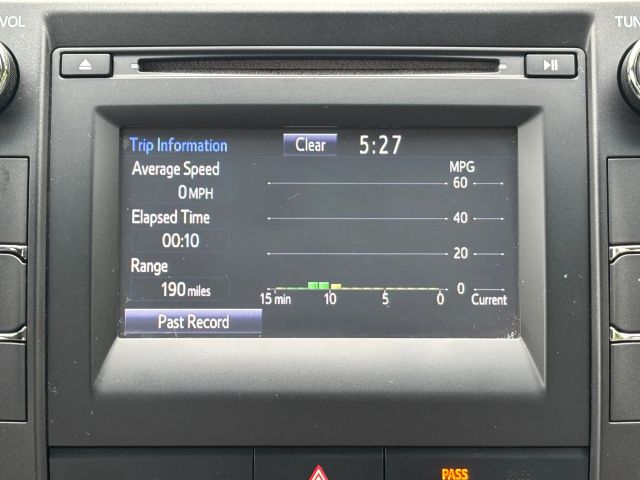 VOL
TUN
Trip Information Clear 5:27
Average Speed
0 MPH
Elapsed Time
00:10
Range
190 miles
Past Record
MPG
60
40
20
0
15 min 10 5 0 Current
PASS PASS